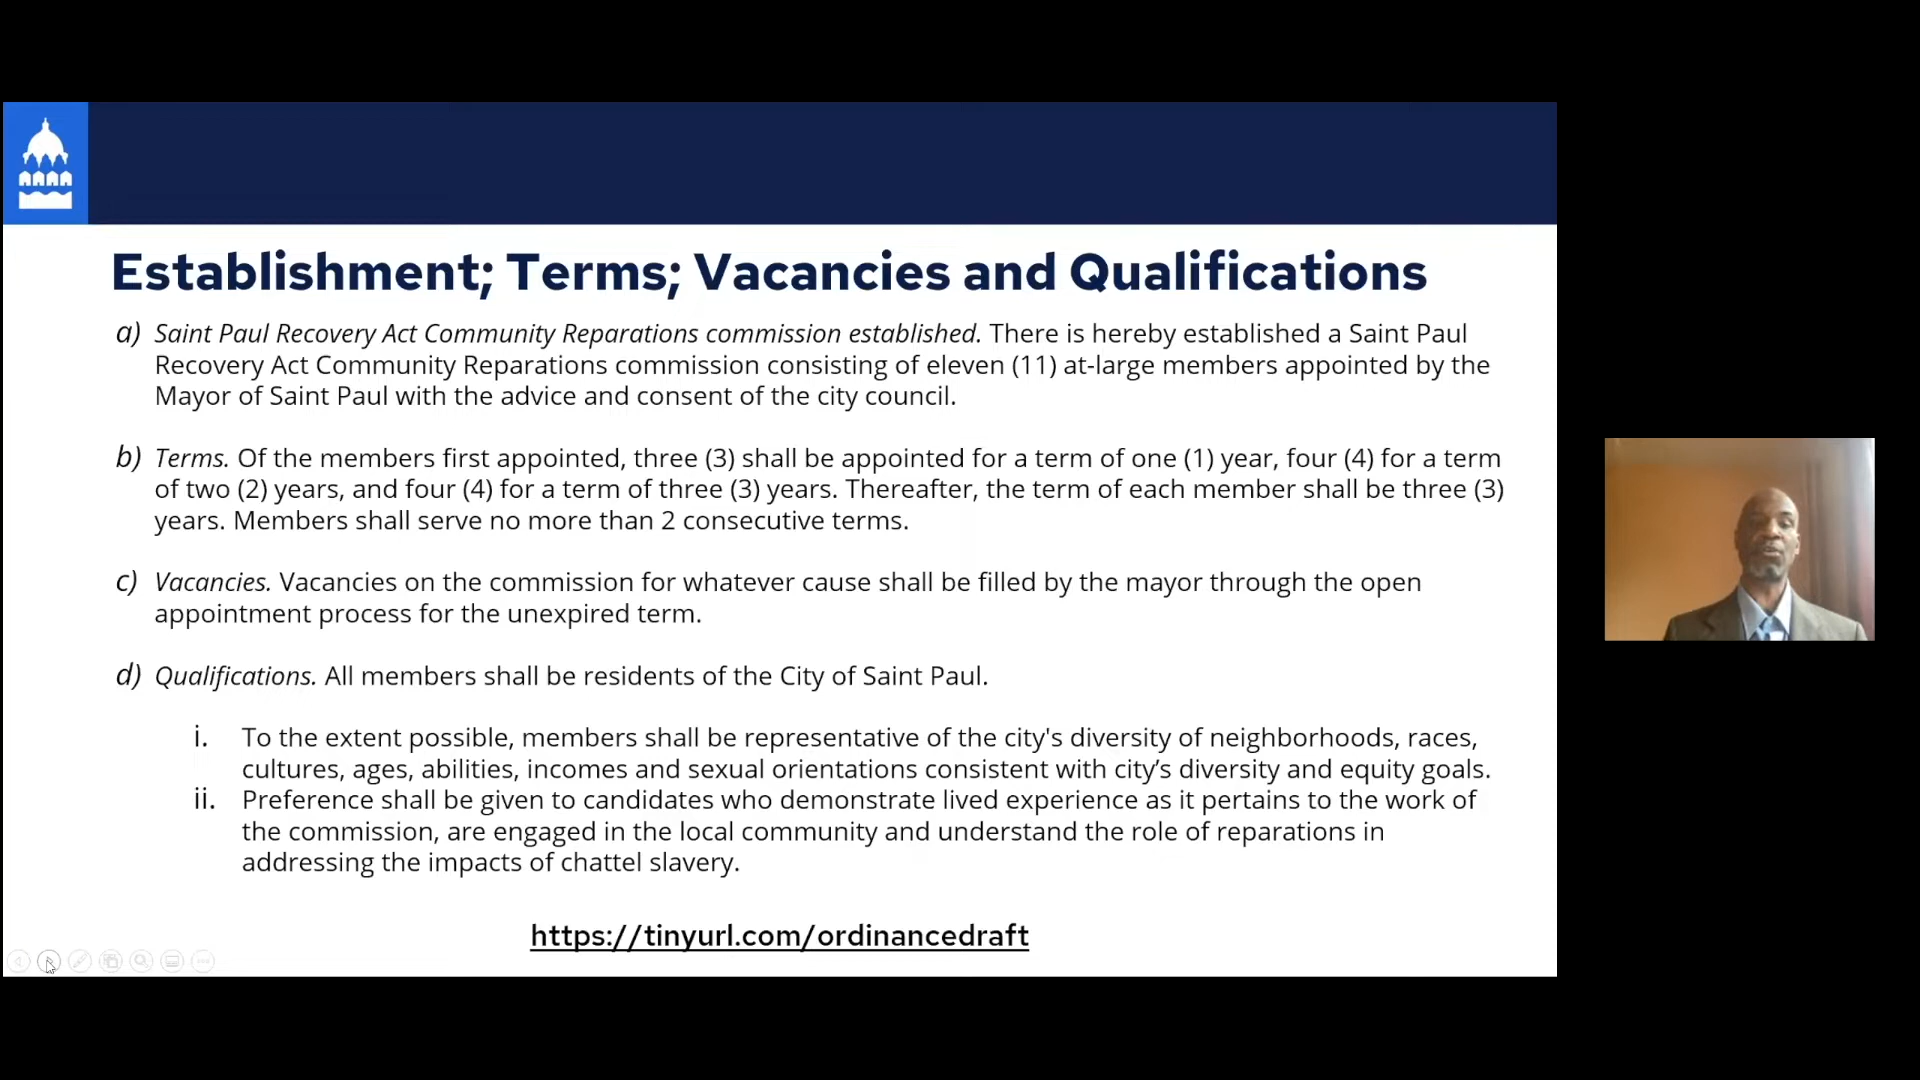 Establishment; Terms; Vacancies and Qualifications
a) Saint Paul Recovery Act Community Reparations commission established. There is hereby established a Saint Paul
Recovery Act Community Reparations commission consisting of eleven (11) at-large members appointed by the
Mayor of Saint Paul with the advice and consent of the city council.
b) Terms. Of the members first appointed, three (3) shall be appointed for a term of one (1) year, four (4) for a term
of two (2) years, and four (4) for a term of three (3) years. Thereafter, the term of each member shall be three (3)
years. Members shall serve no more than 2 consecutive terms.
c) Vacancies. Vacancies on the commission for whatever cause shall be filled by the mayor through the open
appointment process for the unexpired term.
d) Qualifications. All members shall be residents of the City of Saint Paul.
i. To the extent possible, members shall be representative of the city's diversity of neighborhoods, races,
cultures, ages, abilities, incomes and sexual orientations consistent with city’s diversity and equity goals.
ii. Preference shall be given to candidates who demonstrate lived experience as it pertains to the work of
the commission, are engaged in the local community and understand the role of reparations in
addressing the impacts of chattel slavery.
https://tinyurl.com/ordinancedraft